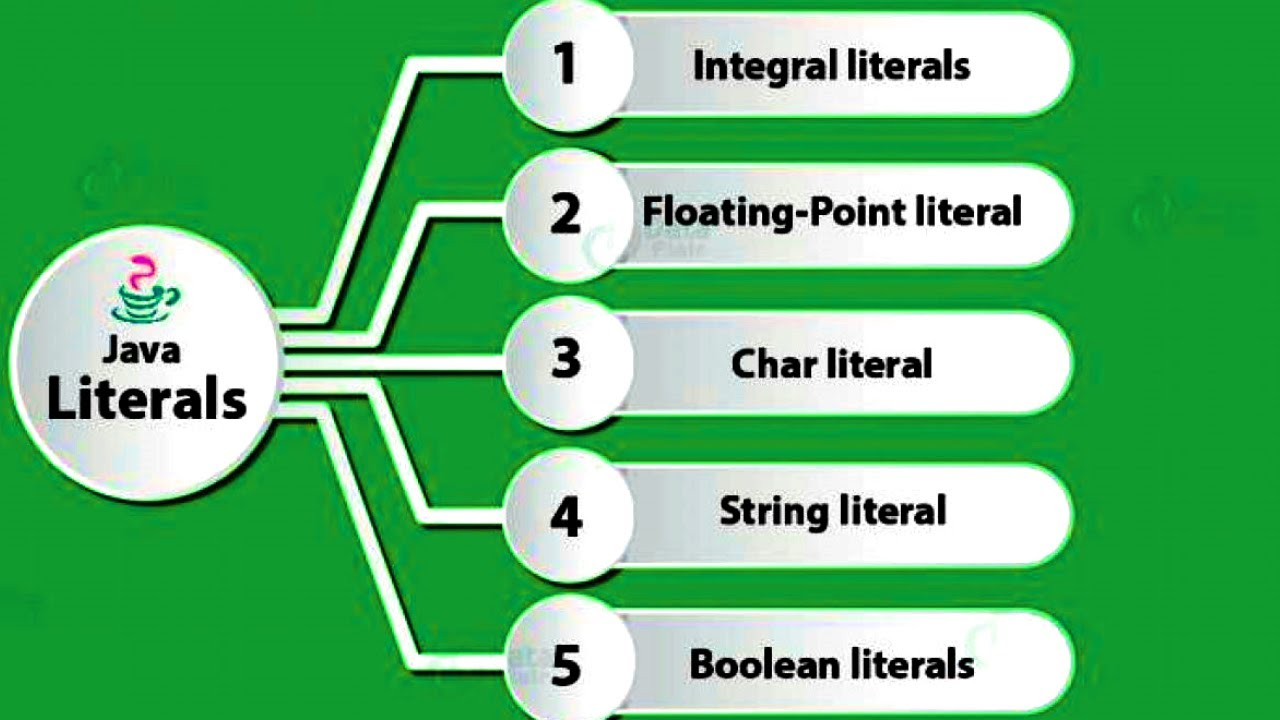 Java
Literals
1
Integral literals
2
Floating-Point literal
3
Char literal
4
String literal
5
Boolean literals